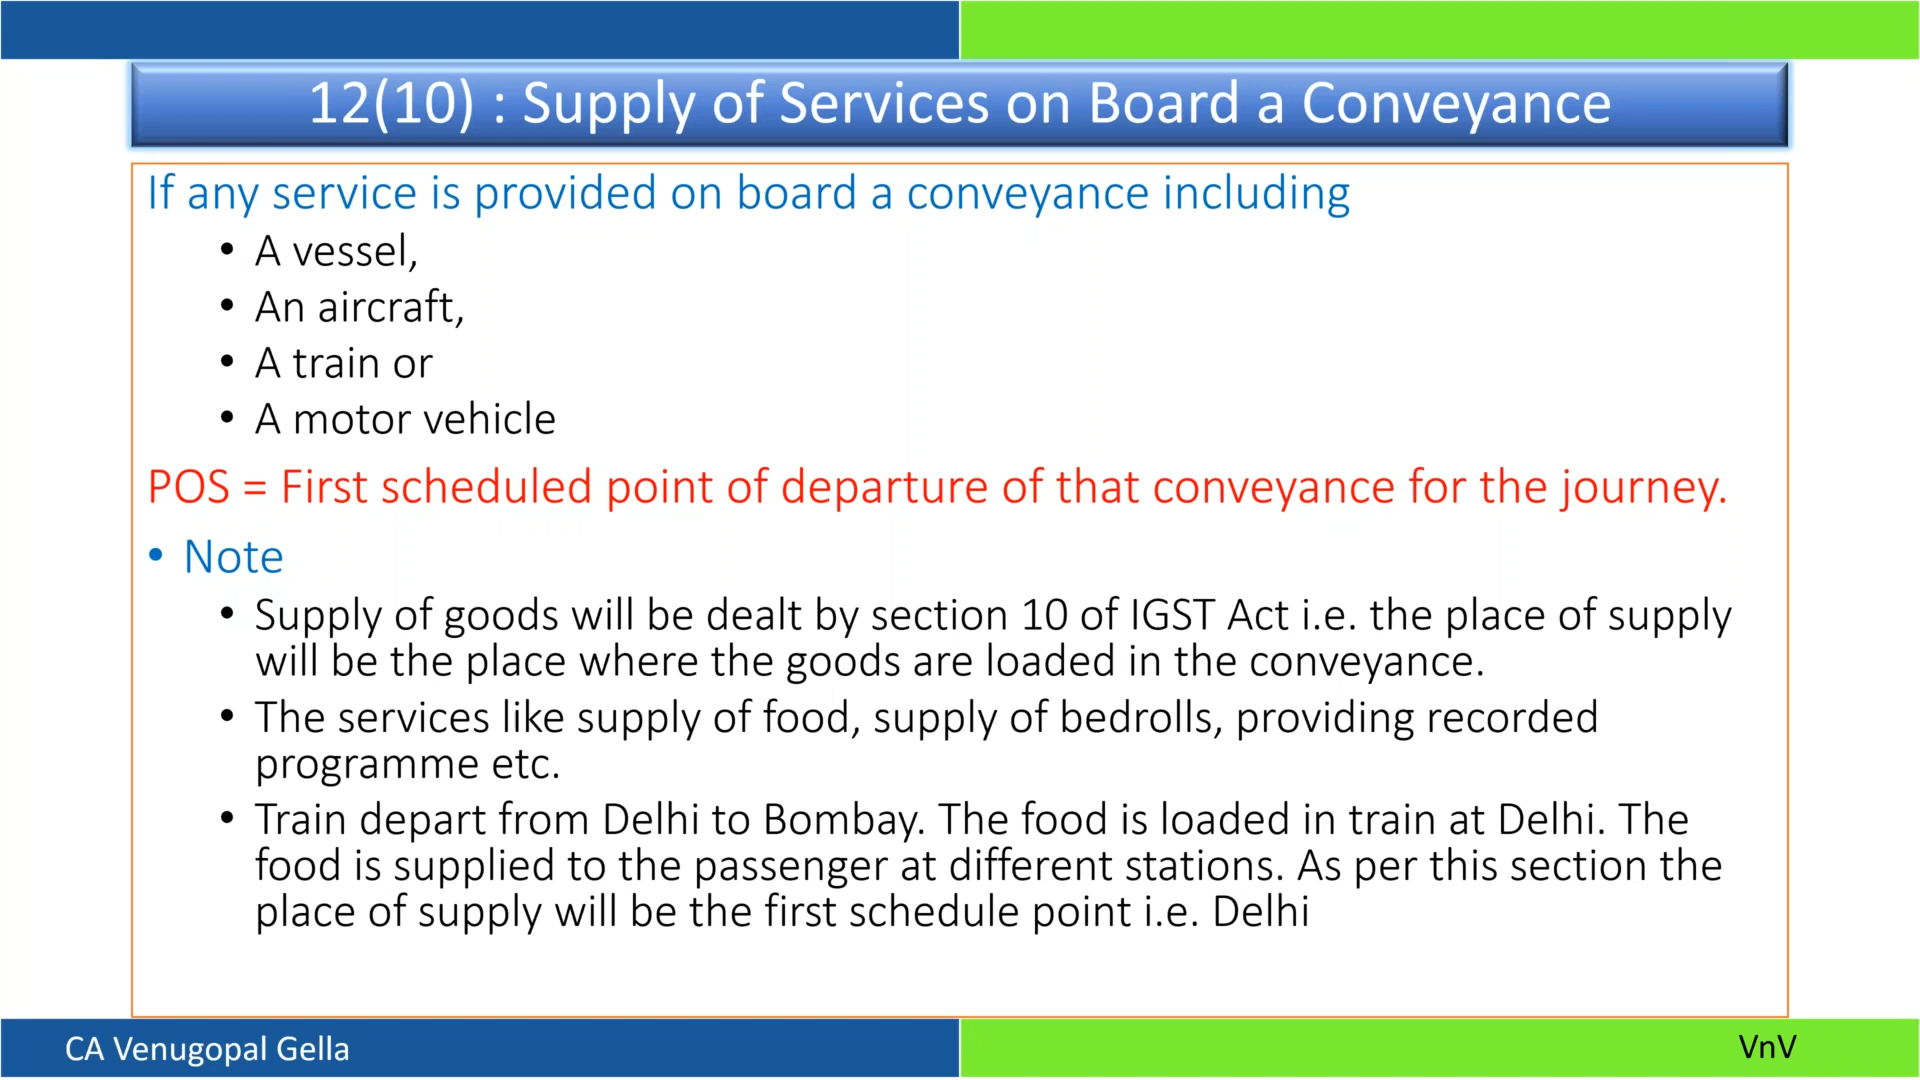 12(10) : Supply of Services on Board a Conveyance
If any service is provided on board a conveyance including
• A vessel,
• An aircraft,
• A train or
• A motor vehicle
POS = First scheduled point of departure of that conveyance for the journey.
• Note
• Supply of goods will be dealt by section 10 of IGST Act i.e. the place of supply
will be the place where the goods are loaded in the conveyance.
• The services like supply of food, supply of bedrolls, providing recorded
programme etc.
• Train depart from Delhi to Bombay. The food is loaded in train at Delhi. The
food is supplied to the passenger at different stations. As per this section the
place of supply will be the first schedule point i.e. Delhi
CA Venugopal Gella
VnV